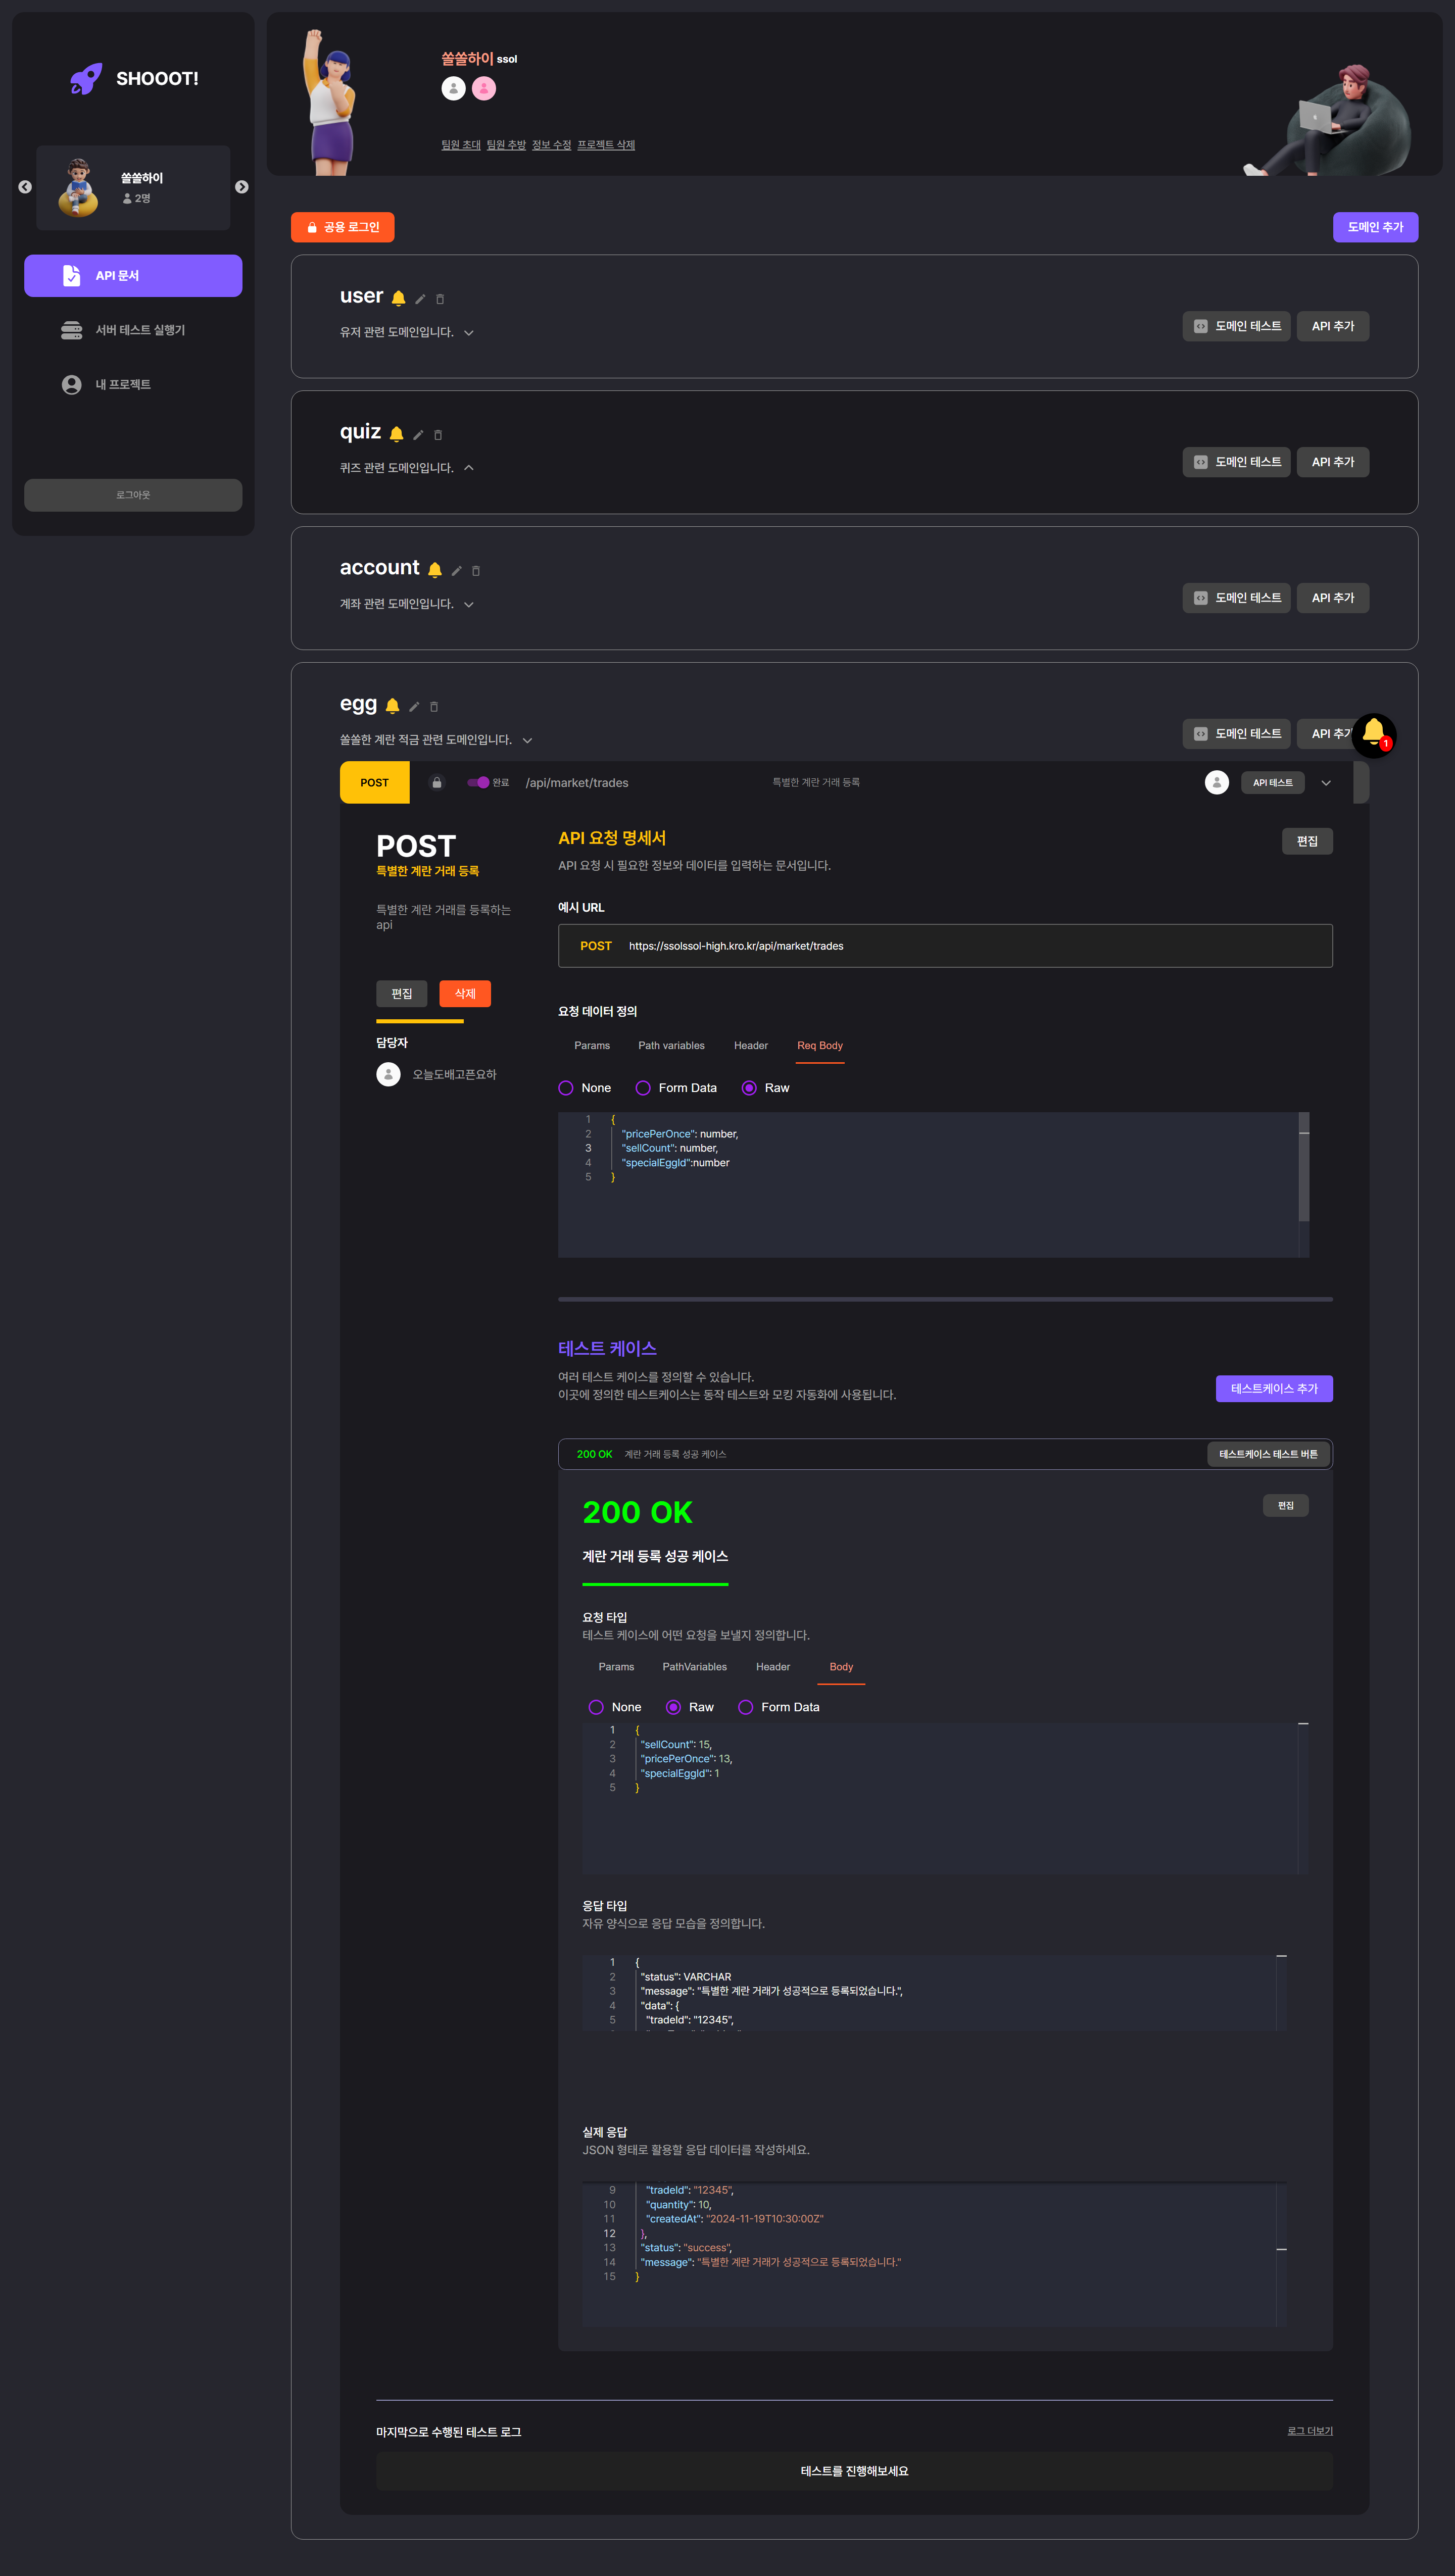 SHOOOT!
쏠쏠하이
2명
API 문서
서버 테스트 실행기
내 프로젝트
로그아웃
쏠쏠하이 ssol
팀원 초대 팀원 추방 정보 수정 프로젝트 삭제
공용 로그인
도메인 추가
user
유저 관련 도메인입니다.
도메인 테스트
API 추가
quiz
퀴즈 관련 도메인입니다.
도메인 테스트
API 추가
account
계좌 관련 도메인입니다.
도메인 테스트
API 추가
egg
쏠쏠한 계란 적금 관련 도메인입니다.
도메인 테스트
API 추가
1
POST
완료
/api/market/trades
특별한 계란 거래 등록
API 테스트
POST
특별한 계란 거래 등록
특별한 계란 거래를 등록하는
api
편집
삭제
담당자
오늘도배고픈요하
API 요청 명세서
API 요청 시 필요한 정보와 데이터를 입력하는 문서입니다.
편집
예시 URL
POST https://ssolssol-high.kro.kr/api/market/trades
요청 데이터 정의
Params Path variables Header Req Body
None Form Data Raw
1 {
2 "pricePerOnce": number,
3 "sellCount": number,
4 "specialEggId":number
5 }
테스트 케이스
여러 테스트 케이스를 정의할 수 있습니다.
이곳에 정의한 테스트케이스는 동작 테스트와 모킹 자동화에 사용됩니다.
테스트케이스 추가
200 OK 계란 거래 등록 성공 케이스
테스트케이스 테스트 버튼
200 OK
편집
계란 거래 등록 성공 케이스
요청 타입
테스트 케이스에 어떤 요청을 보낼지 정의합니다.
Params PathVariables Header Body
None Raw Form Data
1 {
2 "sellCount": 15,
3 "pricePerOnce": 13,
4 "specialEggId": 1
5 }
응답 타입
자유 양식으로 응답 모습을 정의합니다.
1 {
2 "status": VARCHAR
3 "message": "특별한 계란 거래가 성공적으로 등록되었습니다.",
4 "data": {
5 "tradeId": "12345",
실제 응답
JSON 형태로 활용할 응답 데이터를 작성하세요.
9 "tradeId": "12345",
10 "quantity": 10,
11 "createdAt": "2024-11-19T10:30:00Z"
12 },
13 "status": "success",
14 "message": "특별한 계란 거래가 성공적으로 등록되었습니다."
15 }
마지막으로 수행된 테스트 로그
로그 더보기
테스트를 진행해보세요